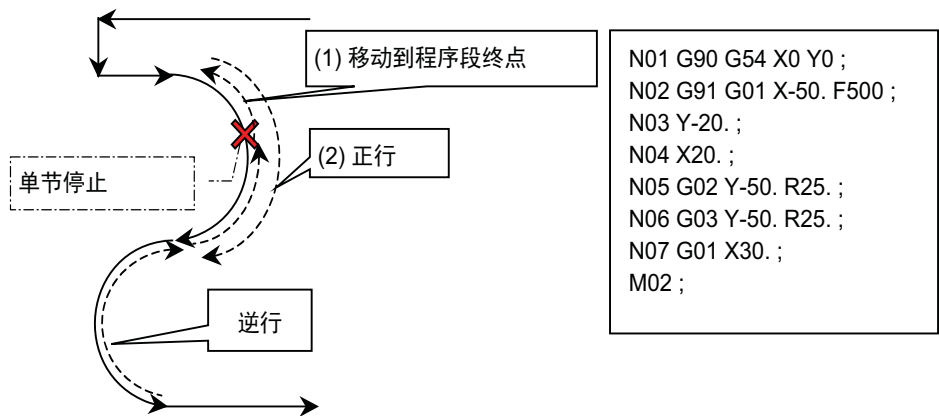 (1) 移动到程序段终点
(2) 正行
单节停止
逆行
N01 G90 G54 X0 Y0 ;
N02 G91 G01 X-50. F500 ;
N03 Y-20. ;
N04 X20. ;
N05 G02 Y-50. R25. ;
N06 G03 Y-50. R25. ;
N07 G01 X30. ;
M02 ;